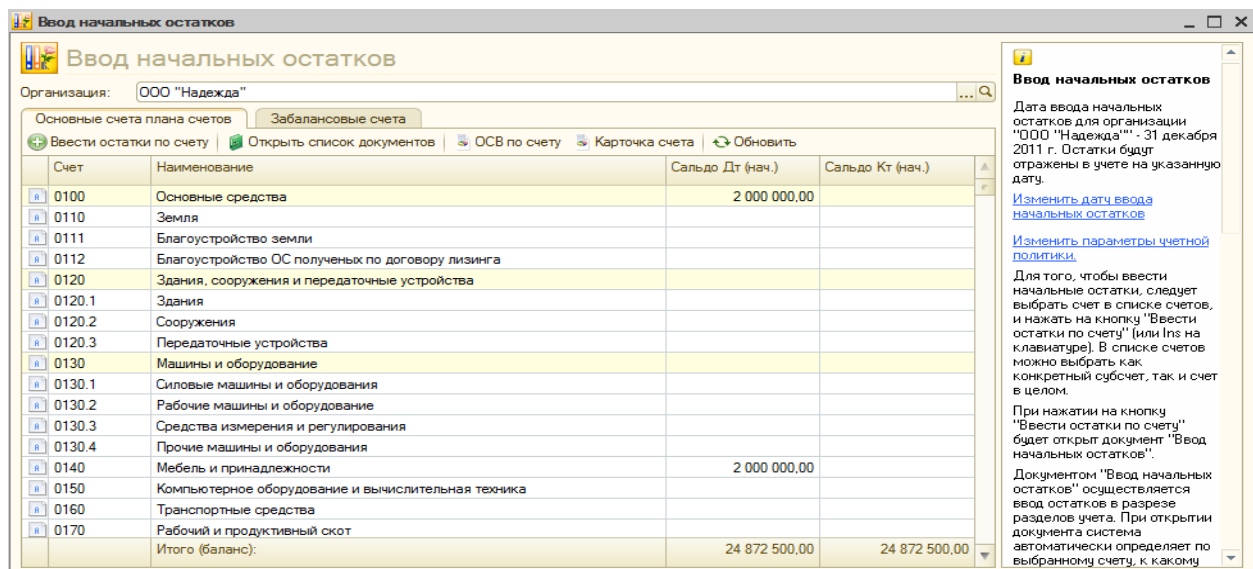 Ввод начальных остатков
Ввод начальных остатков
Организация: ООО "Надежда" ...
Основные счета плана счетов Забалансовые счета
Ввести остатки по счету Открыть список документов ОСВ по счету Карточка счета Обновить
Счет Наименование Сальдо Дт (нач.) Сальдо Кт (нач.)
0100 Основные средства 2 000 000,00
0110 Земля
0111 Благоустройство земли
0112 Благоустройство ОС полученых по договору лизинга
0120 Здания, сооружения и передаточные устройства
0120.1 Здания
0120.2 Сооружения
0120.3 Передаточные устройства
0130 Машины и оборудование
0130.1 Силовые машины и оборудования
0130.2 Рабочие машины и оборудование
0130.3 Средства измерения и регулирования
0130.4 Прочие машины и оборудования
0140 Мебель и принадлежности 2 000 000,00
0150 Компьютерное оборудование и вычислительная техника
0160 Транспортные средства
0170 Рабочий и продуктивный скот
Итого (баланс): 24 872 500,00 24 872 500,00
Ввод начальных остатков
Дата ввода начальных
остатков для организации
"ООО "Надежда"" - 31 декабря
2011 г. Остатки будут
отражены в учете на указанную
дату.
Изменить дату ввода
начальных остатков
Изменить параметры учетной
политики.
Для того, чтобы ввести
начальные остатки, следует
выбрать счет в списке счетов,
и нажать на кнопку "Ввести
остатки по счету" (или Ins на
клавиатуре). В списке счетов
можно выбрать как
конкретный субсчет, так и счет
в целом.
При нажатии на кнопку
"Ввести остатки по счету"
будет открыт документ "Ввод
начальных остатков".
Документом "Ввод начальных
остатков" осуществляется
ввод остатков в разрезе
разделов учета. При открытии
документа система
автоматически определяет по
выбранному счету, к какому